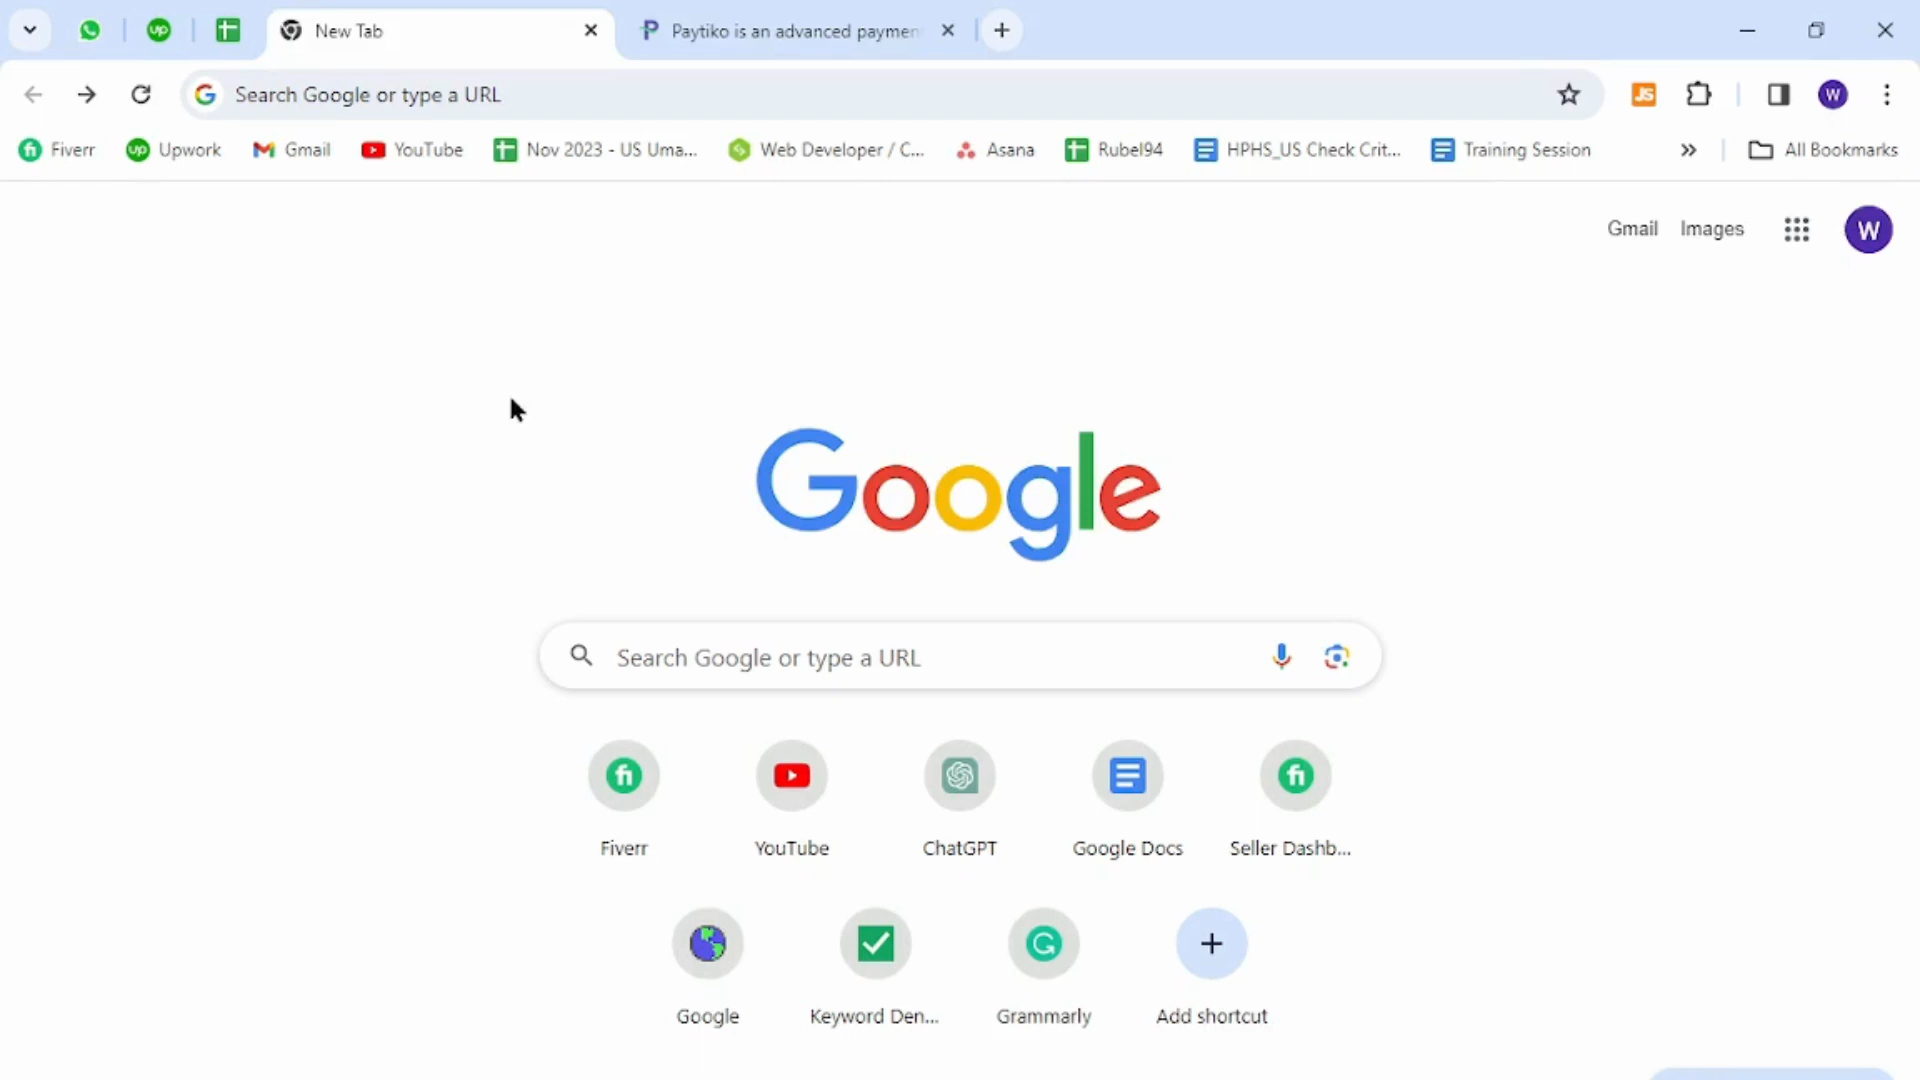 New Tab
Paytiko is an advanced paymen
Search Google or type a URL
Fiverr
Upwork
Gmail
YouTube
Nov 2023 - US Uma...
Web Developer / C...
Asana
Rubel94
HPHS_US Check Crit...
Training Session
All Bookmarks
Gmail
Images
W
Google
Search Google or type a URL
Fiverr
YouTube
ChatGPT
Google Docs
Seller Dashb...
Google
Keyword Den...
Grammarly
Add shortcut